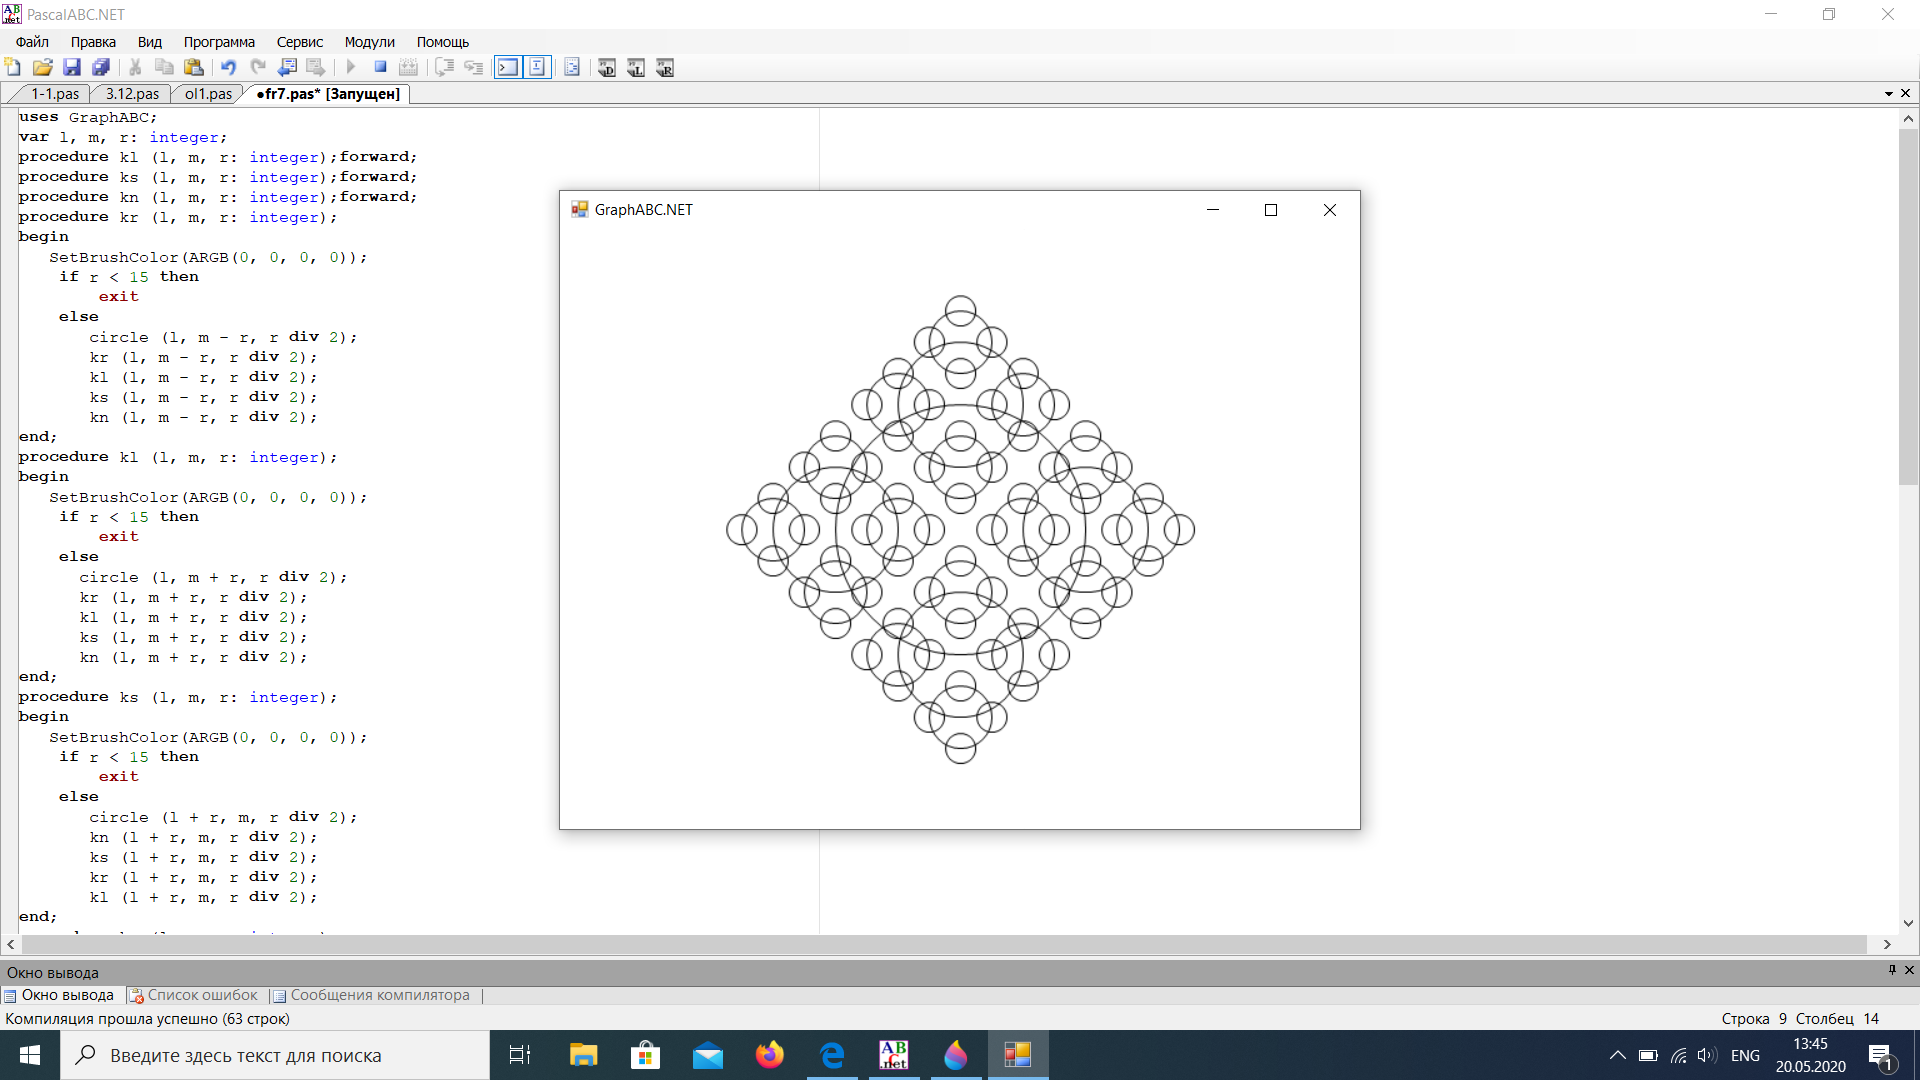 PascalABC.NET
Файл Правка Вид Программа Сервис Модули Помощь
1-1.pas 3.12.pas ol1.pas •fr7.pas* [Запущен]
uses GraphABC;
var l, m, r: integer;
procedure kl (l, m, r: integer);forward;
procedure ks (l, m, r: integer);forward;
procedure kn (l, m, r: integer);forward;
procedure kr (l, m, r: integer);
begin
SetBrushColor(ARGB(0, 0, 0, 0));
if r < 15 then
exit
else
circle (l, m - r, r div 2);
kr (l, m - r, r div 2);
kl (l, m - r, r div 2);
ks (l, m - r, r div 2);
kn (l, m - r, r div 2);
end;
procedure kl (l, m, r: integer);
begin
SetBrushColor(ARGB(0, 0, 0, 0));
if r < 15 then
exit
else
circle (l, m + r, r div 2);
kr (l, m + r, r div 2);
kl (l, m + r, r div 2);
ks (l, m + r, r div 2);
kn (l, m + r, r div 2);
end;
procedure ks (l, m, r: integer);
begin
SetBrushColor(ARGB(0, 0, 0, 0));
if r < 15 then
exit
else
circle (l + r, m, r div 2);
kn (l + r, m, r div 2);
ks (l + r, m, r div 2);
kr (l + r, m, r div 2);
kl (l + r, m, r div 2);
end;
GraphABC.NET
Окно вывода
Окно вывода Список ошибок Сообщения компилятора
Компиляция прошла успешно (63 строк) Строка 9 Столбец 14
Введите здесь текст для поиска
ENG
13:45
20.05.2020
1